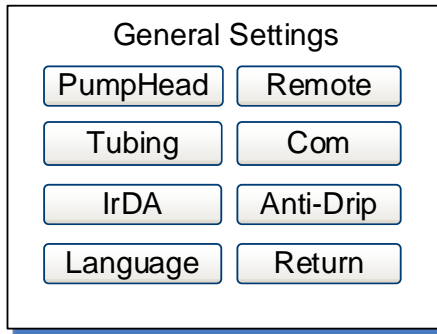 General Settings
PumpHead Remote
Tubing Com
IrDA Anti-Drip
Language Return